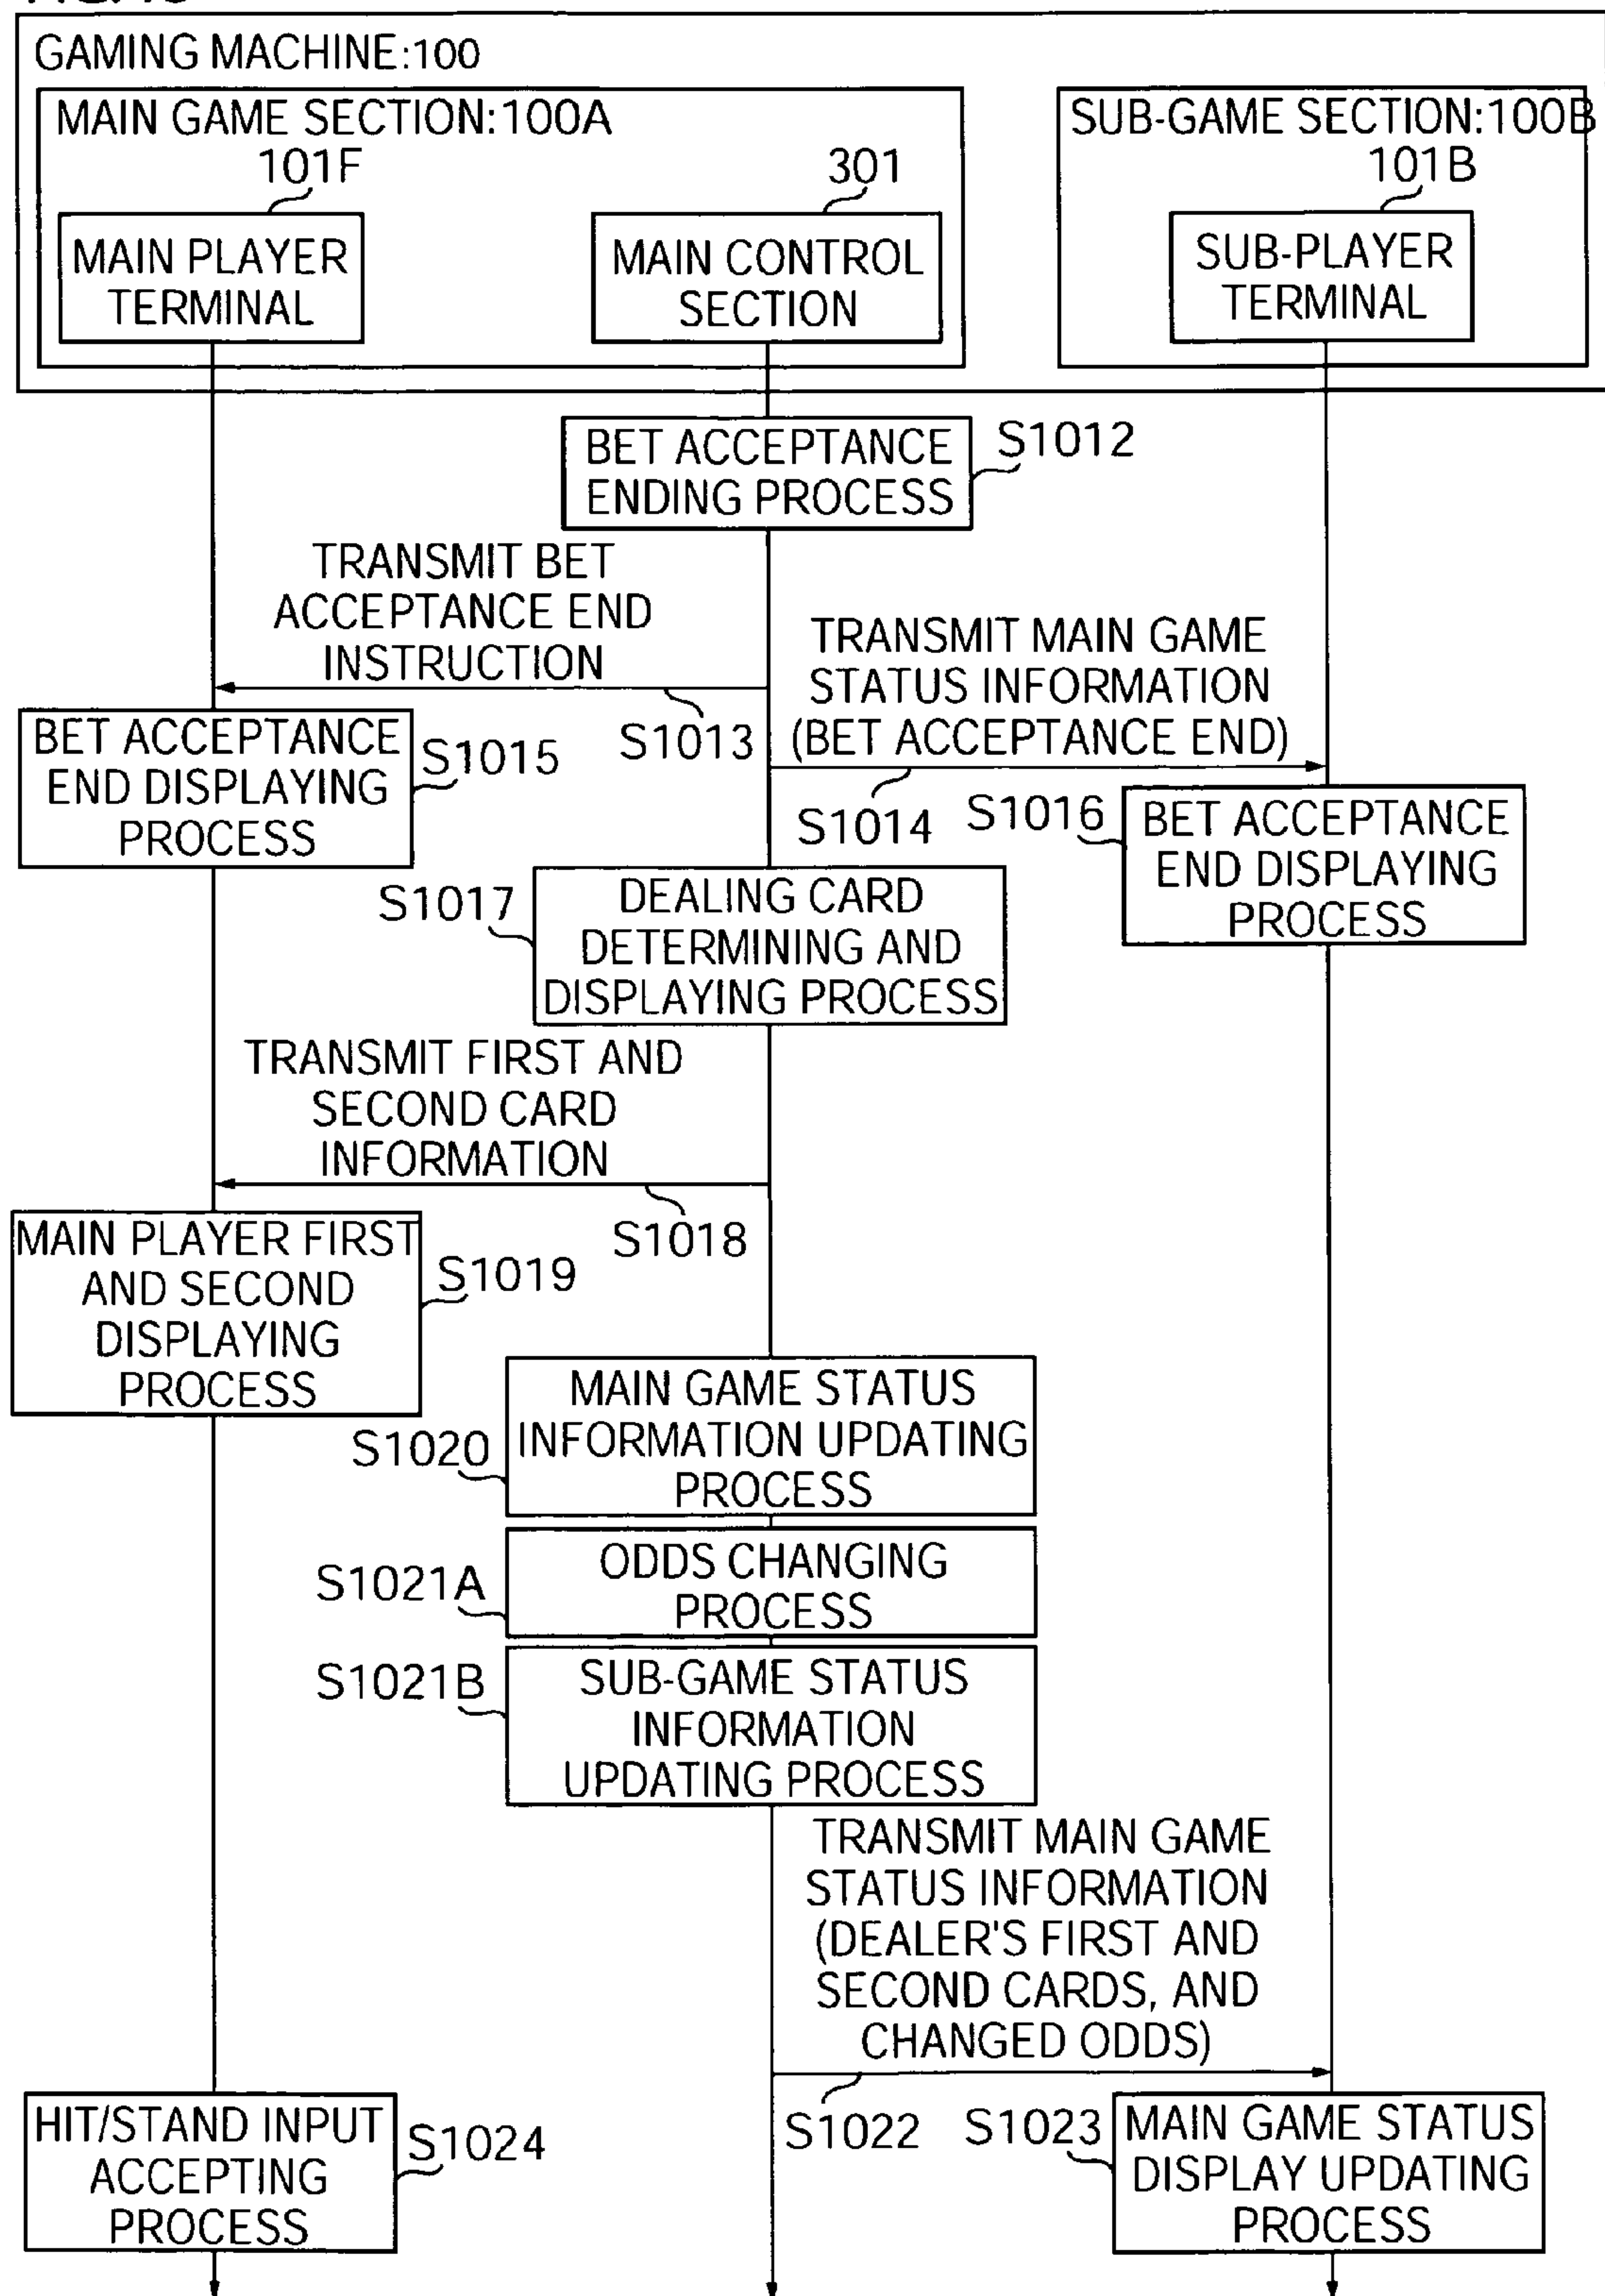 GAMING MACHINE:100
MAIN GAME SECTION:100A
SUB-GAME SECTION:100B
101F
301
101B
MAIN PLAYER
TERMINAL
MAIN CONTROL
SECTION
SUB-PLAYER
TERMINAL
BET ACCEPTANCE
ENDING PROCESS
S1012
TRANSMIT BET
ACCEPTANCE END
INSTRUCTION
S1013
TRANSMIT MAIN GAME
STATUS INFORMATION
(BET ACCEPTANCE END)
S1014
BET ACCEPTANCE
END DISPLAYING
PROCESS
S1015
S1016
BET ACCEPTANCE
END DISPLAYING
PROCESS
S1017
DEALING CARD
DETERMINING AND
DISPLAYING PROCESS
TRANSMIT FIRST AND
SECOND CARD
INFORMATION
S1018
MAIN PLAYER FIRST
AND SECOND
DISPLAYING
PROCESS
S1019
S1020
MAIN GAME STATUS
INFORMATION UPDATING
PROCESS
S1021A
ODDS CHANGING
PROCESS
S1021B
SUB-GAME STATUS
INFORMATION
UPDATING PROCESS
TRANSMIT MAIN GAME
STATUS INFORMATION
(DEALER'S FIRST AND
SECOND CARDS, AND
CHANGED ODDS)
S1022
S1023
MAIN GAME STATUS
DISPLAY UPDATING
PROCESS
HIT/STAND INPUT
ACCEPTING
PROCESS
S1024